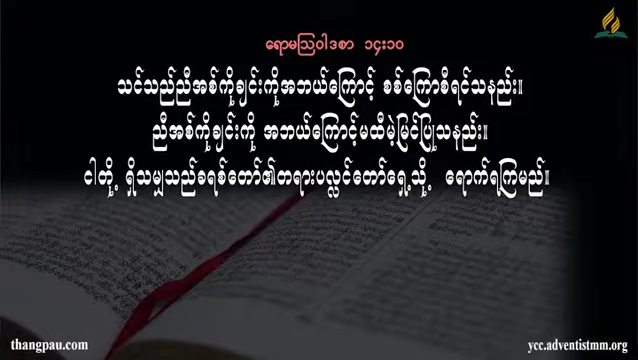 ရောမဩဝါဒစာ ၁၄း၁၀
သင်သည်ညီအစ်ကိုချင်းကိုအဘယ်ကြောင့် စစ်ကြောစီရင်သနည်း။
ညီအစ်ကိုချင်းကို အဘယ်ကြောင့်မထီမဲ့မြင်ပြုသနည်း။
ငါတို့ ရှိသမျှသည်ခရစ်တော်၏တရားပလ္လင်တော်ရှေ့သို့ ရောက်ရကြမည်။
thangpau.com
ycc.adventistmm.org